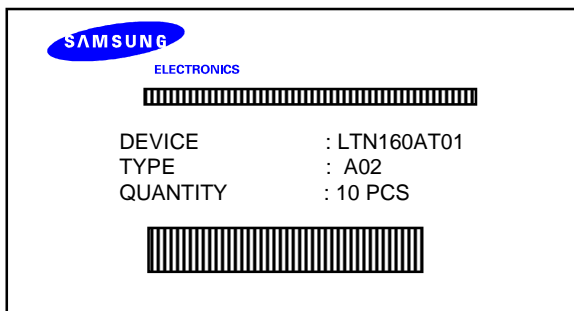 SAMSUNG
ELECTRONICS
DEVICE : LTN160AT01
TYPE : A02
QUANTITY : 10 PCS